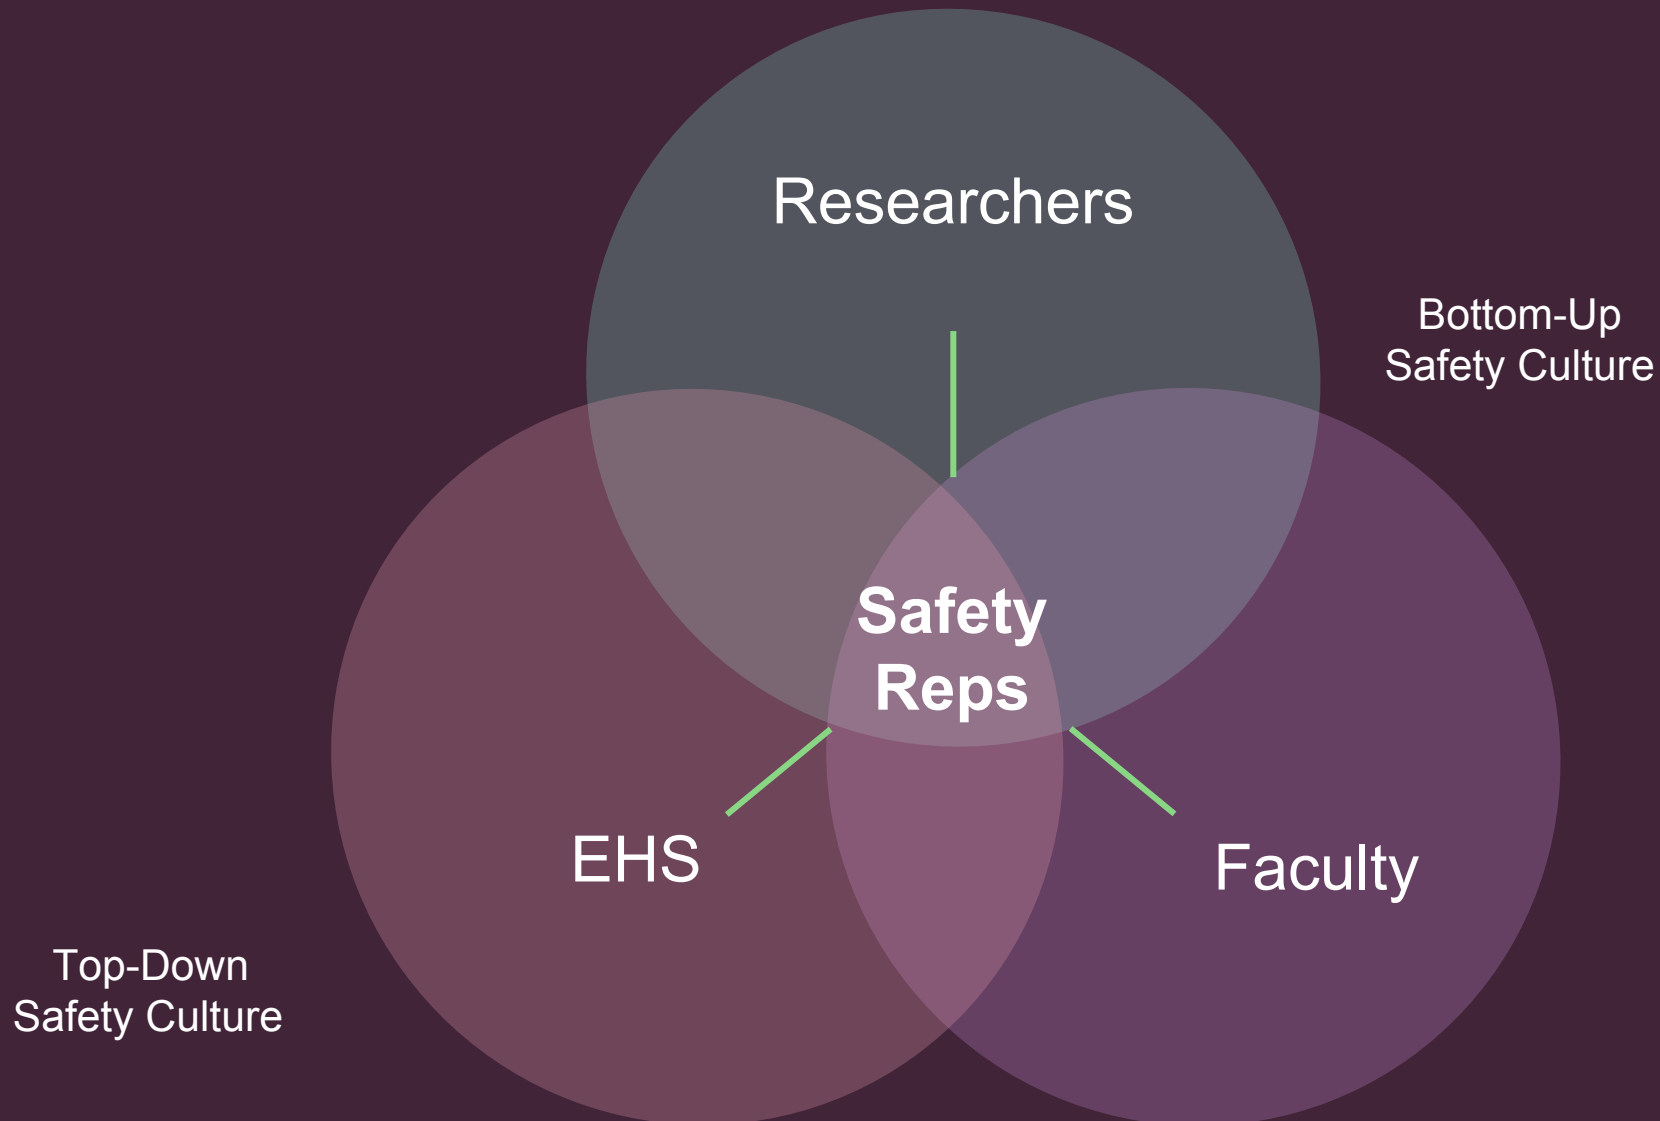 Researchers
Bottom-Up
Safety Culture
Safety
Reps
EHS
Faculty
Top-Down
Safety Culture